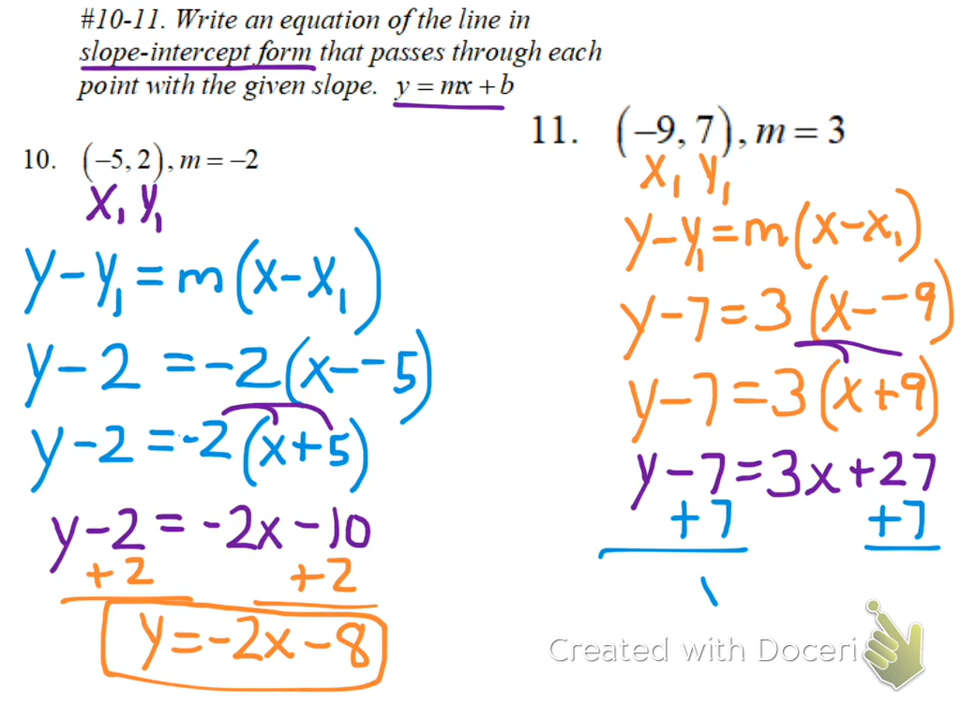 #10-11. Write an equation of the line in
slope-intercept form that passes through each
point with the given slope. y = mx + b
10. (−5, 2), m = −2
x₁ y₁
y − y₁ = m(x − x₁)
y − 2 = −2(x − −5)
y − 2 = −2(x + 5)
y − 2 = −2x − 10
+2 +2
y = −2x − 8
11. (−9, 7), m = 3
x₁ y₁
y − y₁ = m(x − x₁)
y − 7 = 3(x − −9)
y − 7 = 3(x + 9)
y − 7 = 3x + 27
+7 +7
Created with Doceri